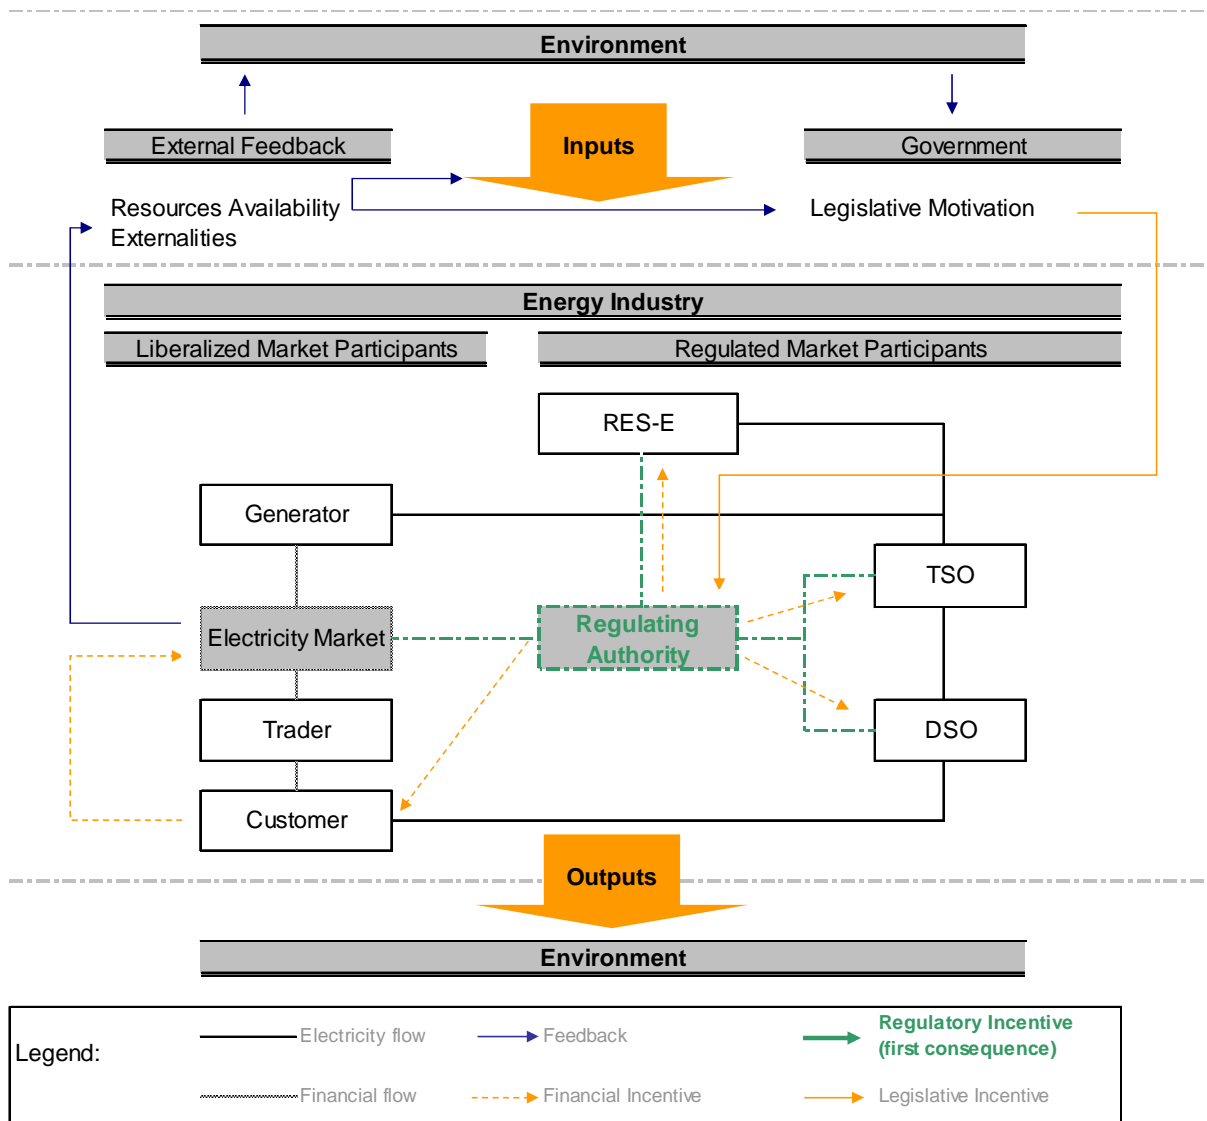 Environment
External Feedback
Inputs
Government
Resources Availability
Externalities
Legislative Motivation
Energy Industry
Liberalized Market Participants
Regulated Market Participants
RES-E
Generator
TSO
Electricity Market
Regulating
Authority
Trader
DSO
Customer
Outputs
Environment
Legend:
Electricity flow
Feedback
Regulatory Incentive
(first consequence)
Financial flow
Financial Incentive
Legislative Incentive